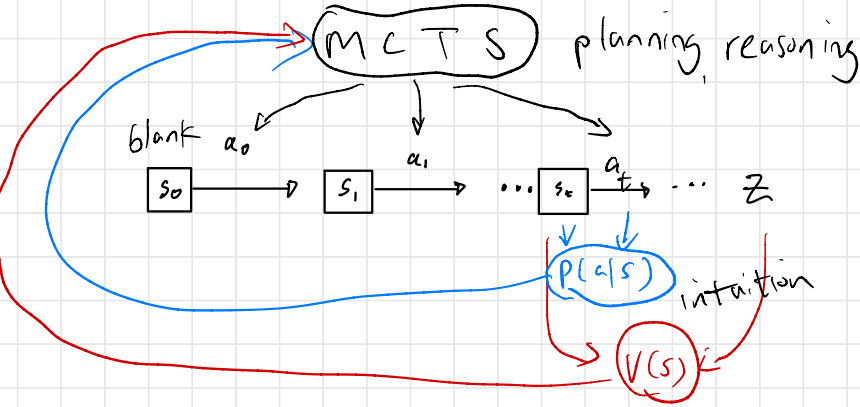 MCTS planning, reasoning
blank a₀ a₁ aₜ
s₀ s₁ ... sₜ ... z
p(a|s) intuition
V(s)